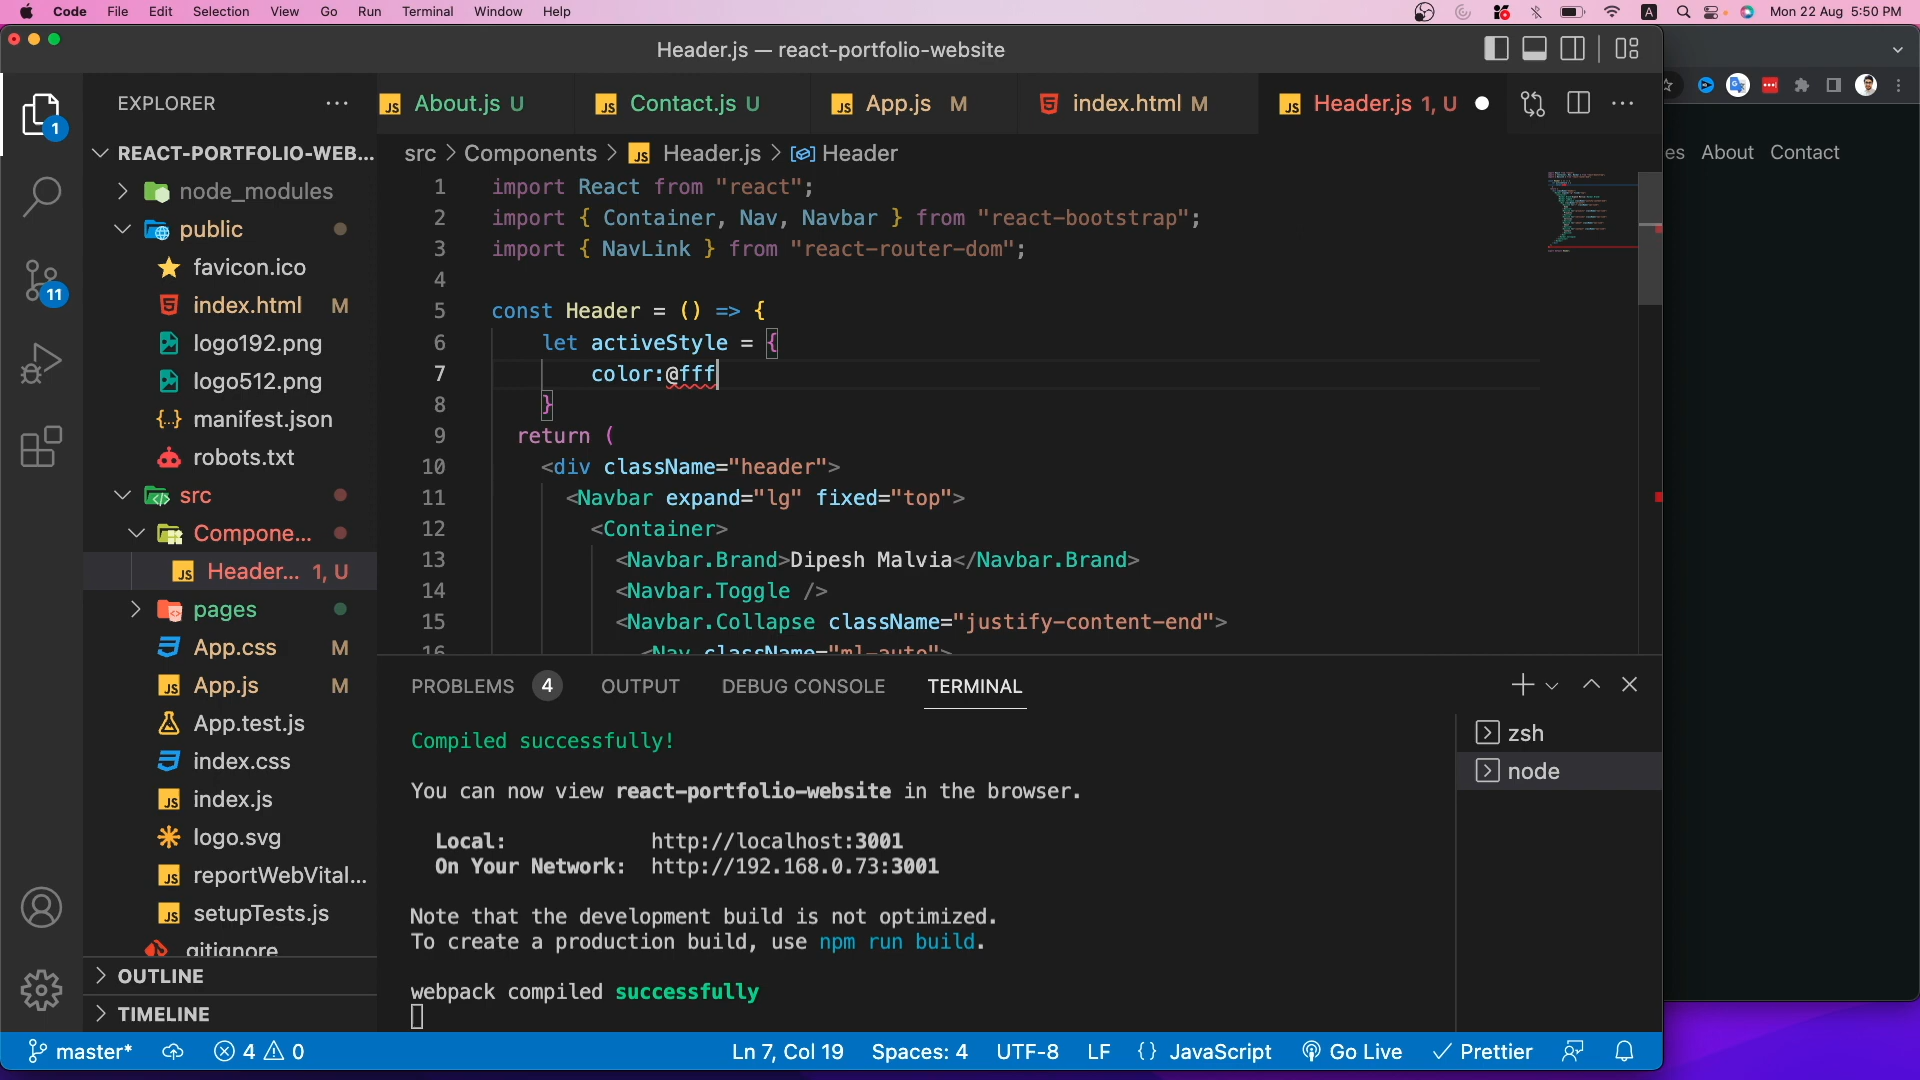 Code File Edit Selection View Go Run Terminal Window Help
A Mon 22 Aug 5:50 PM
Header.js — react-portfolio-website
EXPLORER
About.js U Contact.js U App.js M index.html M Header.js 1, U
src > Components > Header.js > Header
es About Contact
1
REACT-PORTFOLIO-WEB...
node_modules
public
favicon.ico
index.html M
logo192.png
logo512.png
manifest.json
robots.txt
src
Compone...
Header... 1, U
pages
App.css M
App.js M
App.test.js
index.css
index.js
logo.svg
reportWebVital...
setupTests.js
.gitignore
OUTLINE
TIMELINE
11
1 import React from "react";
2 import { Container, Nav, Navbar } from "react-bootstrap";
3 import { NavLink } from "react-router-dom";
4
5 const Header = () => {
6 let activeStyle = {
7 color:@fff
8 }
9 return (
10 <div className="header">
11 <Navbar expand="lg" fixed="top">
12 <Container>
13 <Navbar.Brand>Dipesh Malvia</Navbar.Brand>
14 <Navbar.Toggle />
15 <Navbar.Collapse className="justify-content-end">
16 <Nav className="ml-auto">
PROBLEMS 4 OUTPUT DEBUG CONSOLE TERMINAL
Compiled successfully!
You can now view react-portfolio-website in the browser.
Local: http://localhost:3001
On Your Network: http://192.168.0.73:3001
Note that the development build is not optimized.
To create a production build, use npm run build.
webpack compiled successfully
zsh
node
master* 4 0 Ln 7, Col 19 Spaces: 4 UTF-8 LF {} JavaScript Go Live Prettier